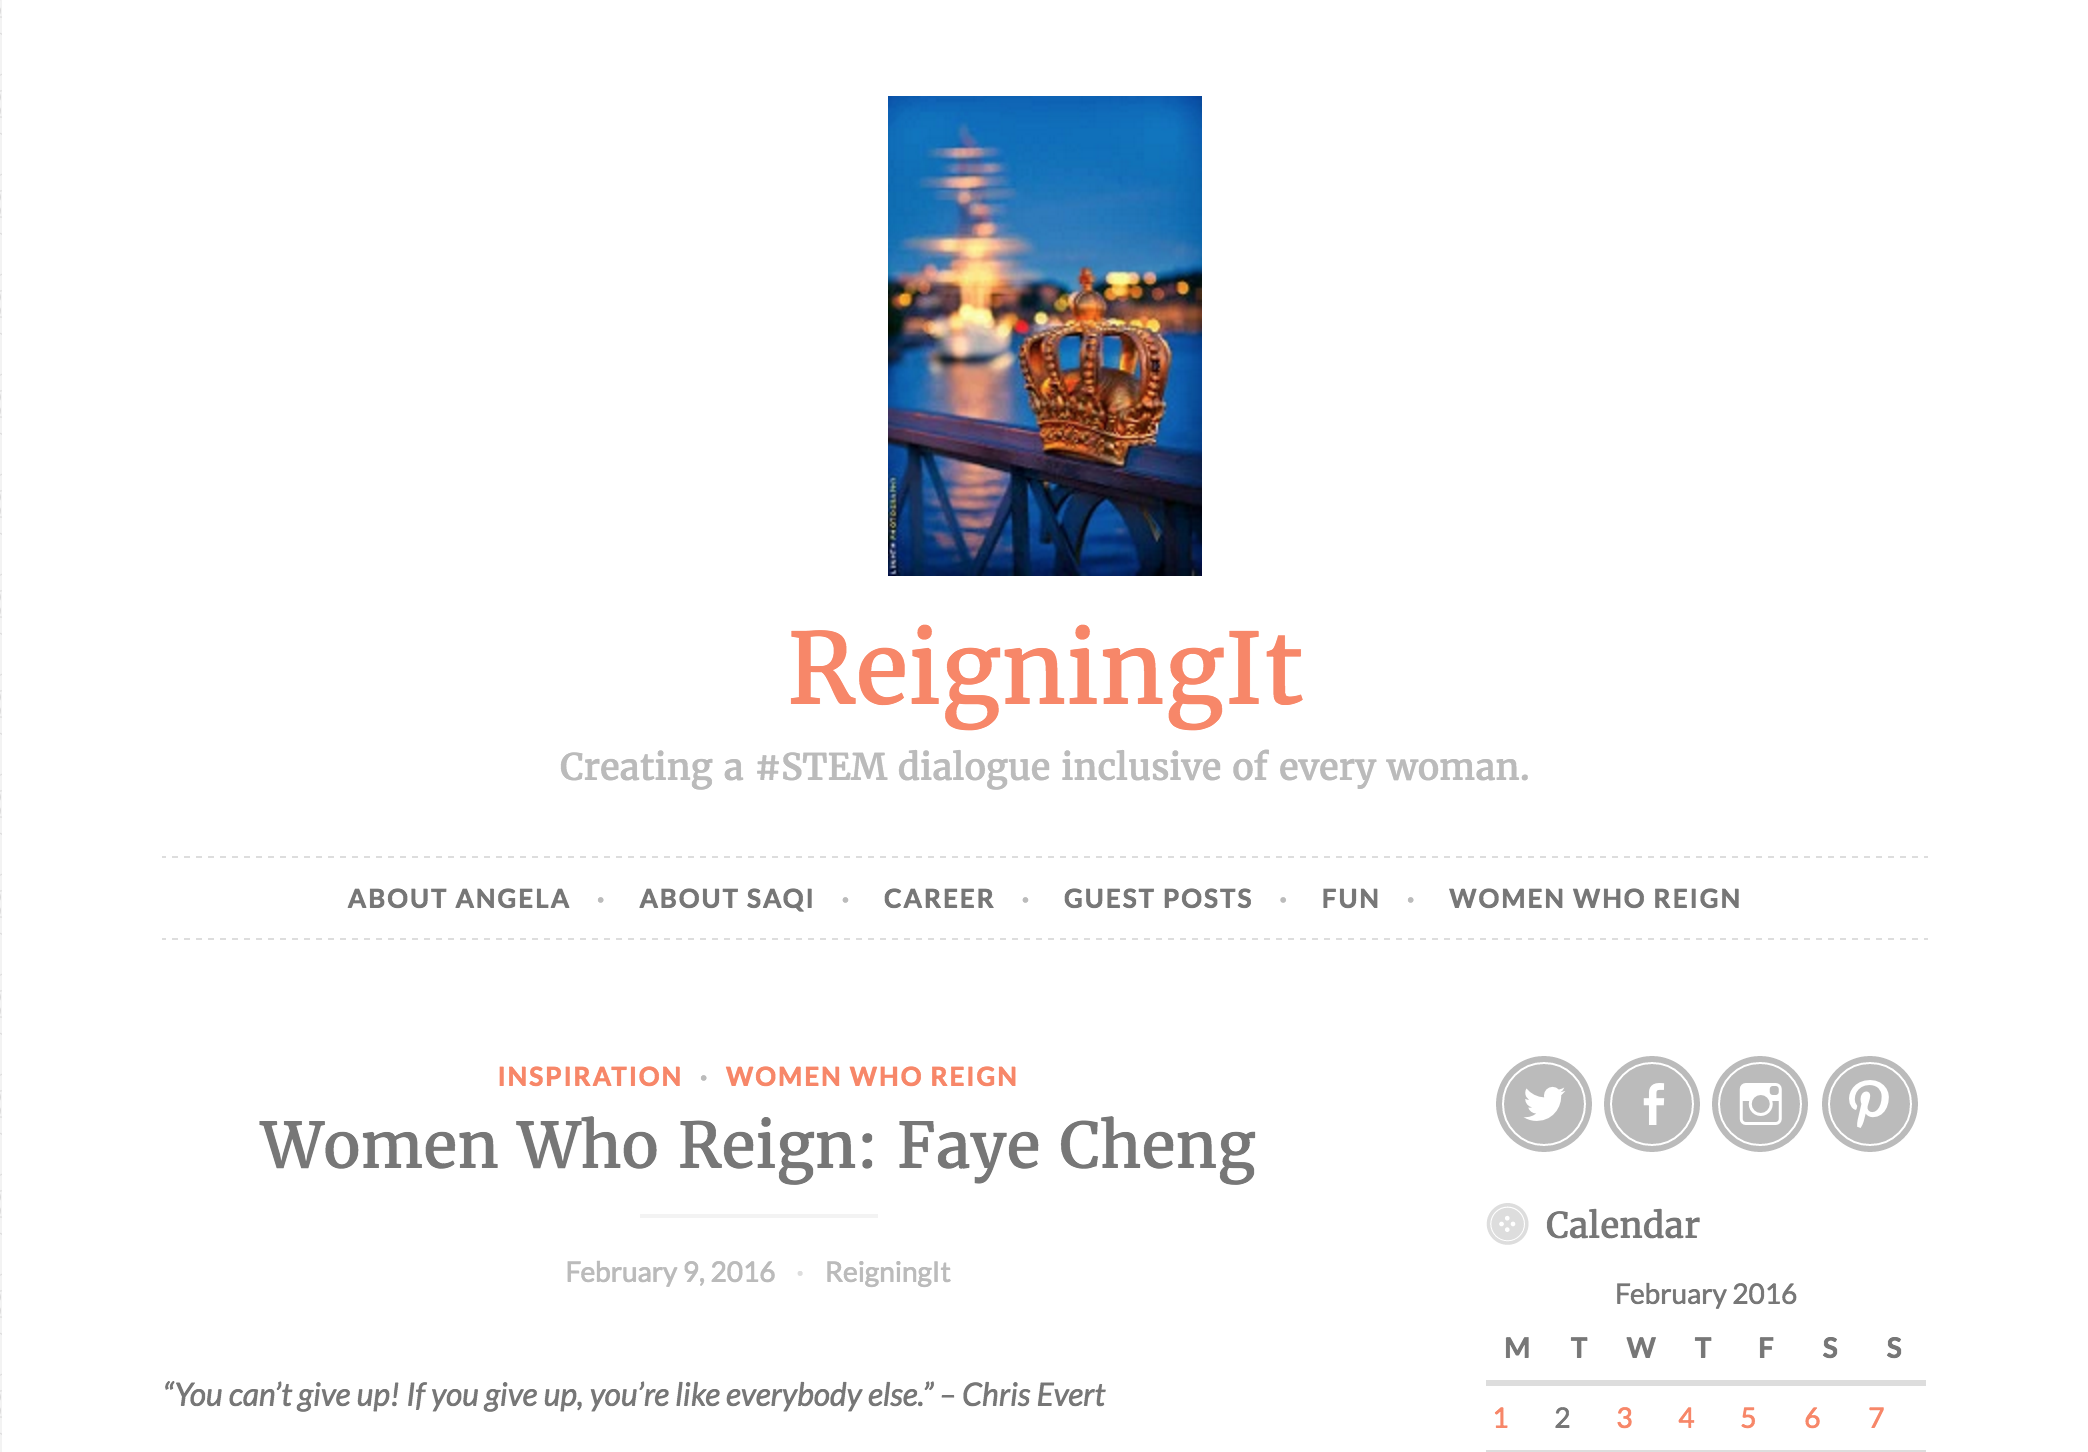 ReigningIt
Creating a #STEM dialogue inclusive of every woman.
ABOUT ANGELA • ABOUT SAQI • CAREER • GUEST POSTS • FUN • WOMEN WHO REIGN
INSPIRATION • WOMEN WHO REIGN
Women Who Reign: Faye Cheng
February 9, 2016 • ReigningIt
“You can’t give up! If you give up, you’re like everybody else.” – Chris Evert
Calendar
February 2016
M T W T F S S
1 2 3 4 5 6 7